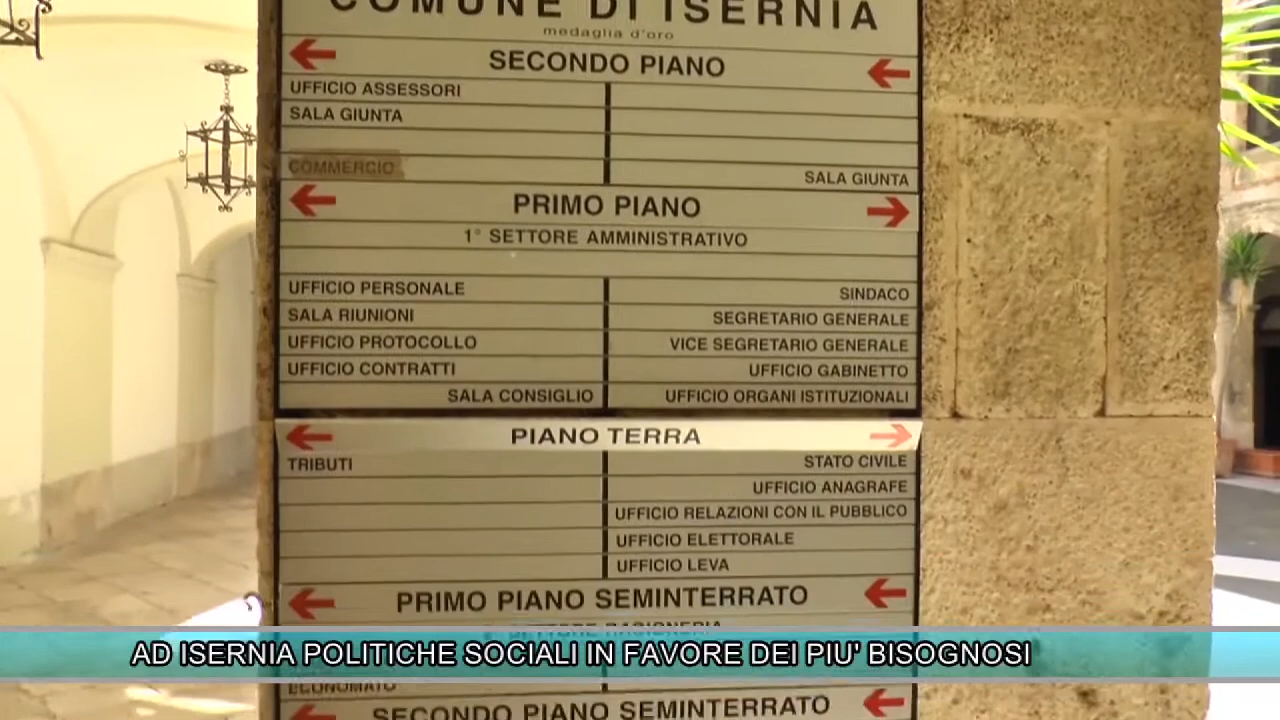 COMUNE DI ISERNIA
medaglia d'oro
SECONDO PIANO
UFFICIO ASSESSORI
SALA GIUNTA
COMMERCIO
SALA GIUNTA
PRIMO PIANO
1° SETTORE AMMINISTRATIVO
UFFICIO PERSONALE
SINDACO
SALA RIUNIONI
SEGRETARIO GENERALE
UFFICIO PROTOCOLLO
VICE SEGRETARIO GENERALE
UFFICIO CONTRATTI
UFFICIO GABINETTO
SALA CONSIGLIO
UFFICIO ORGANI ISTITUZIONALI
PIANO TERRA
TRIBUTI
STATO CIVILE
UFFICIO ANAGRAFE
UFFICIO RELAZIONI CON IL PUBBLICO
UFFICIO ELETTORALE
UFFICIO LEVA
PRIMO PIANO SEMINTERRATO
SETTORE RAGIONERIA
AD ISERNIA POLITICHE SOCIALI IN FAVORE DEI PIU' BISOGNOSI
ECONOMATO
SECONDO PIANO SEMINTERRATO